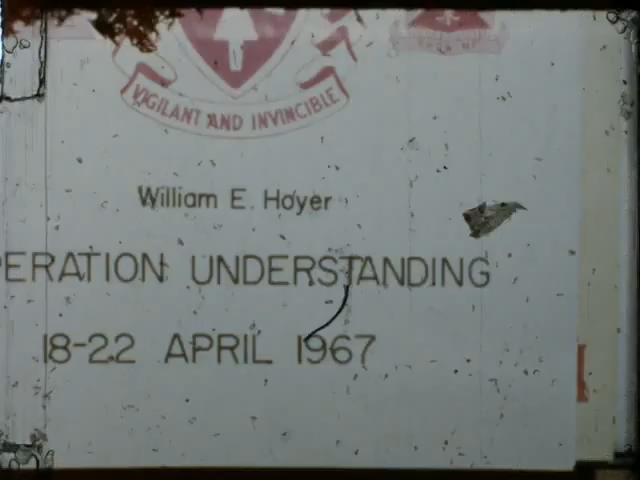 VIGILANT AND INVINCIBLE
William E. Hoyer
PERATION UNDERSTANDING
18-22 APRIL 1967